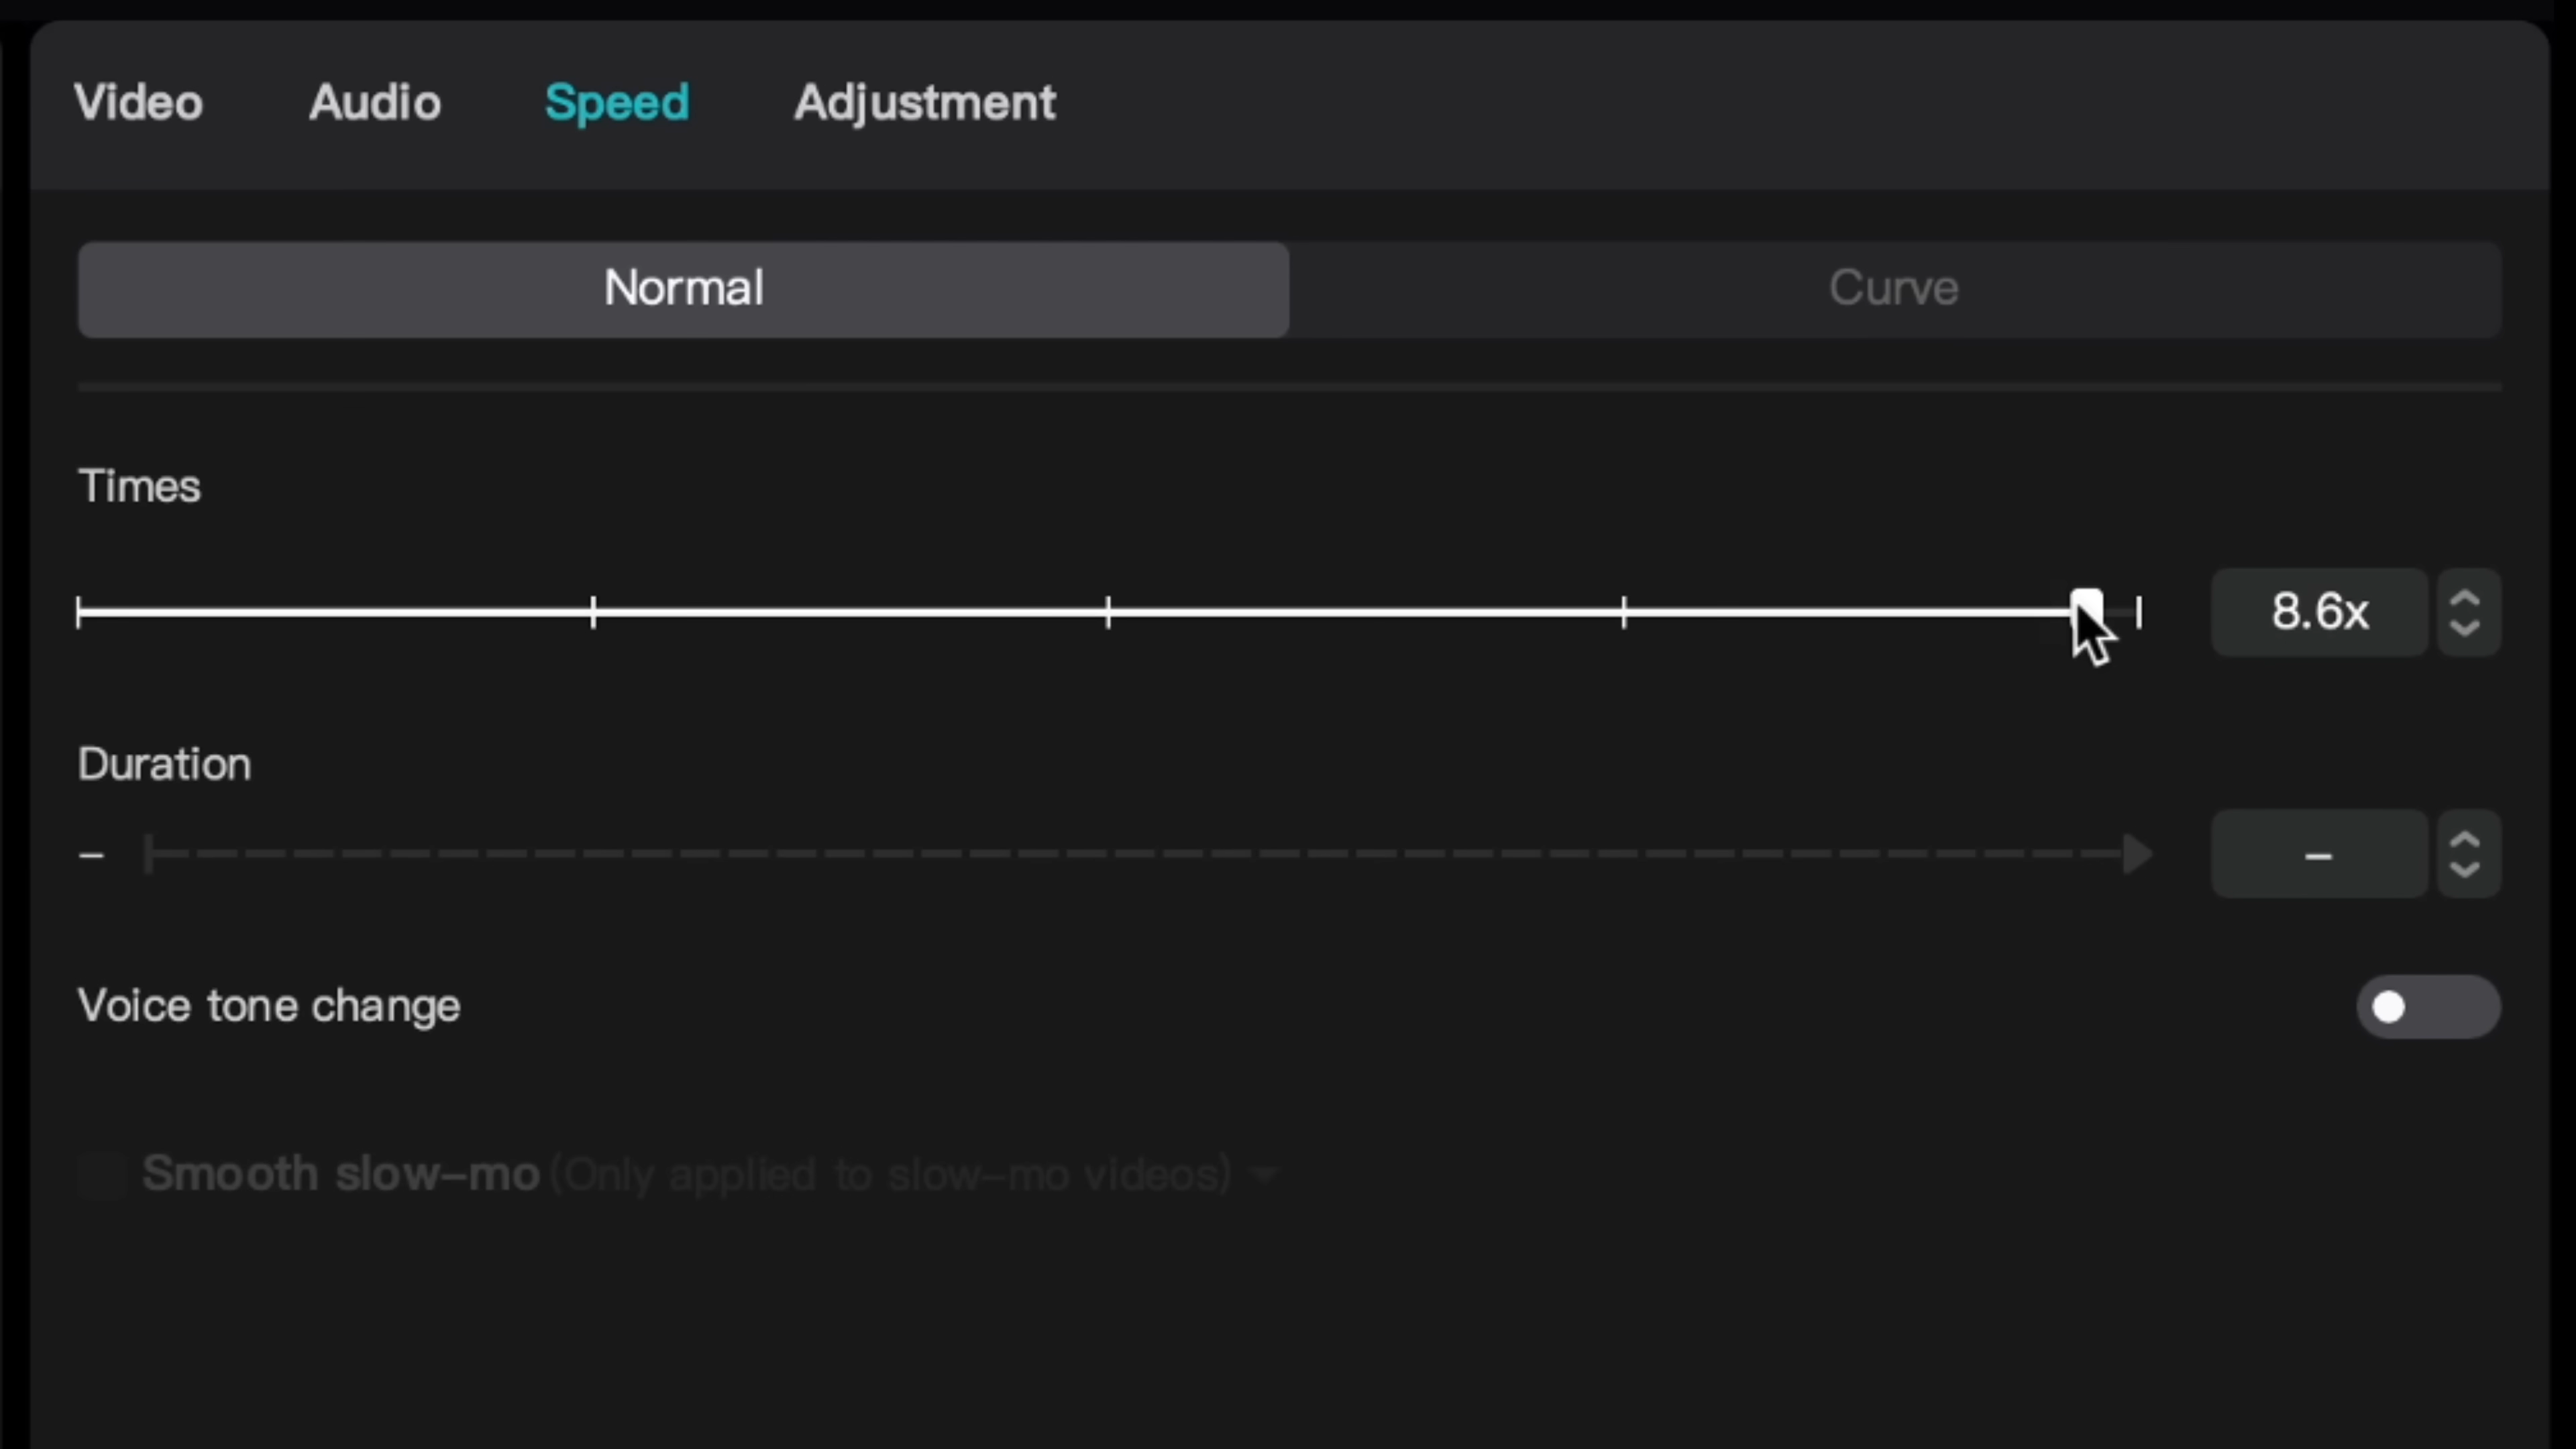 Video Audio Speed Adjustment
Normal Curve
Times
8.6x
Duration
– –
Voice tone change
Smooth slow–mo (Only applied to slow–mo videos)